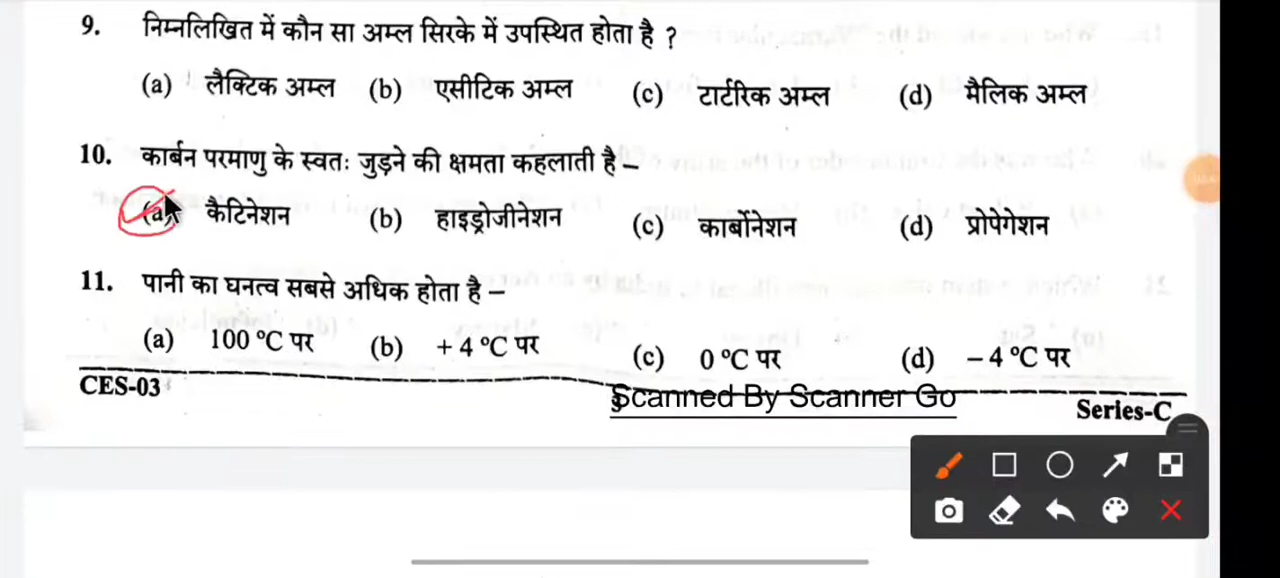 9. निम्नलिखित में कौन सा अम्ल सिरके में उपस्थित होता है ?
(a) लैक्टिक अम्ल (b) एसीटिक अम्ल (c) टार्टरिक अम्ल (d) मैलिक अम्ल
10. कार्बन परमाणु के स्वतः जुड़ने की क्षमता कहलाती है –
(a) कैटिनेशन (b) हाइड्रोजीनेशन (c) कार्बोनेशन (d) प्रोपेगेशन
11. पानी का घनत्व सबसे अधिक होता है –
(a) 100 °C पर (b) + 4 °C पर (c) 0 °C पर (d) – 4 °C पर
CES-03 Series-C
Scanned By Scanner Go